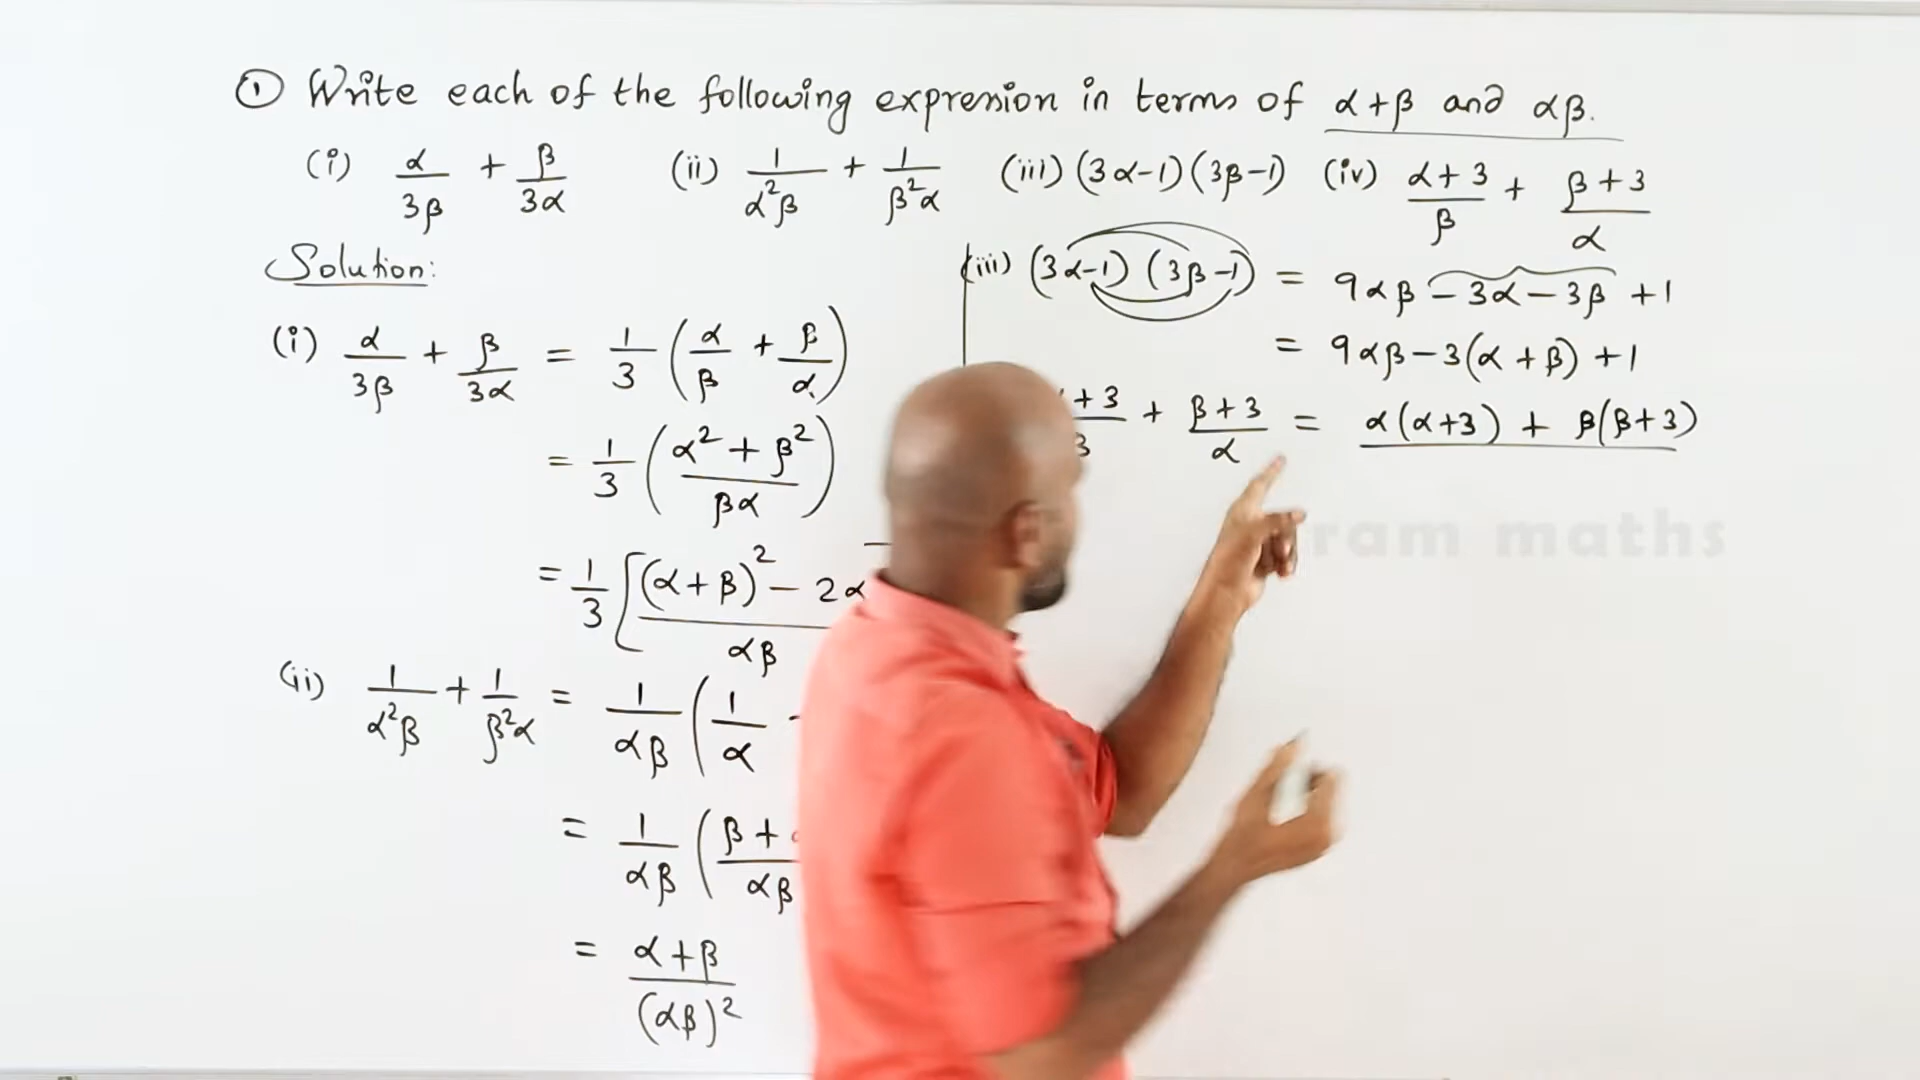 ① Write each of the following expression in terms of α+β and αβ.
(i) α/3β + β/3α (ii) 1/α²β + 1/β²α (iii) (3α-1)(3β-1) (iv) α+3/β + β+3/α
Solution:
(i) α/3β + β/3α = 1/3 (α/β + β/α)
= 1/3 (α² + β²/βα)
= 1/3 [(α+β)² - 2α/αβ
(ii) 1/α²β + 1/β²α = 1/αβ (1/α
= 1/αβ (β+/αβ
= α+β/(αβ)²
(iii) (3α-1) (3β-1) = 9αβ - 3α - 3β + 1
= 9αβ - 3(α+β) + 1
+3 + β+3/α = α(α+3) + β(β+3)
ram maths